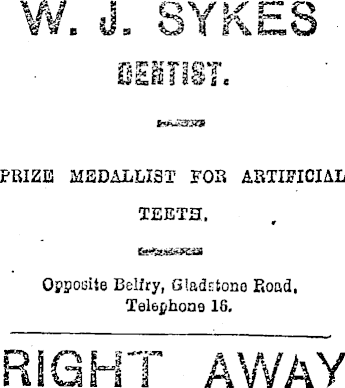 W. J. SYKES
DENTIST.
PRIZE MEDALLIST FOR ARTIFICIAL
TEETH.
Opposite Belfry, Gladstone Road,
Telephone 16.
RIGHT AWAY